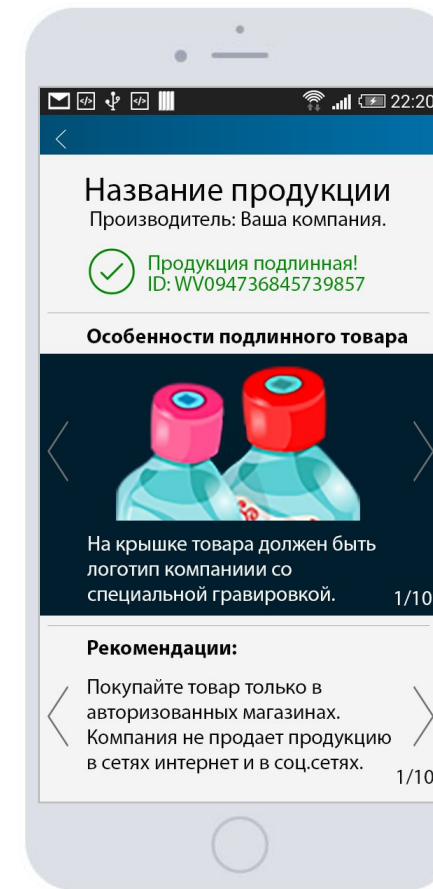 22:20
Название продукции
Производитель: Ваша компания.
Продукция подлинная!
ID: WV094736845739857
Особенности подлинного товара
На крышке товара должен быть
логотип компаниии со
специальной гравировкой.
1/10
Рекомендации:
Покупайте товар только в
авторизованных магазинах.
Компания не продает продукцию
в сетях интернет и в соц.сетях.
1/10